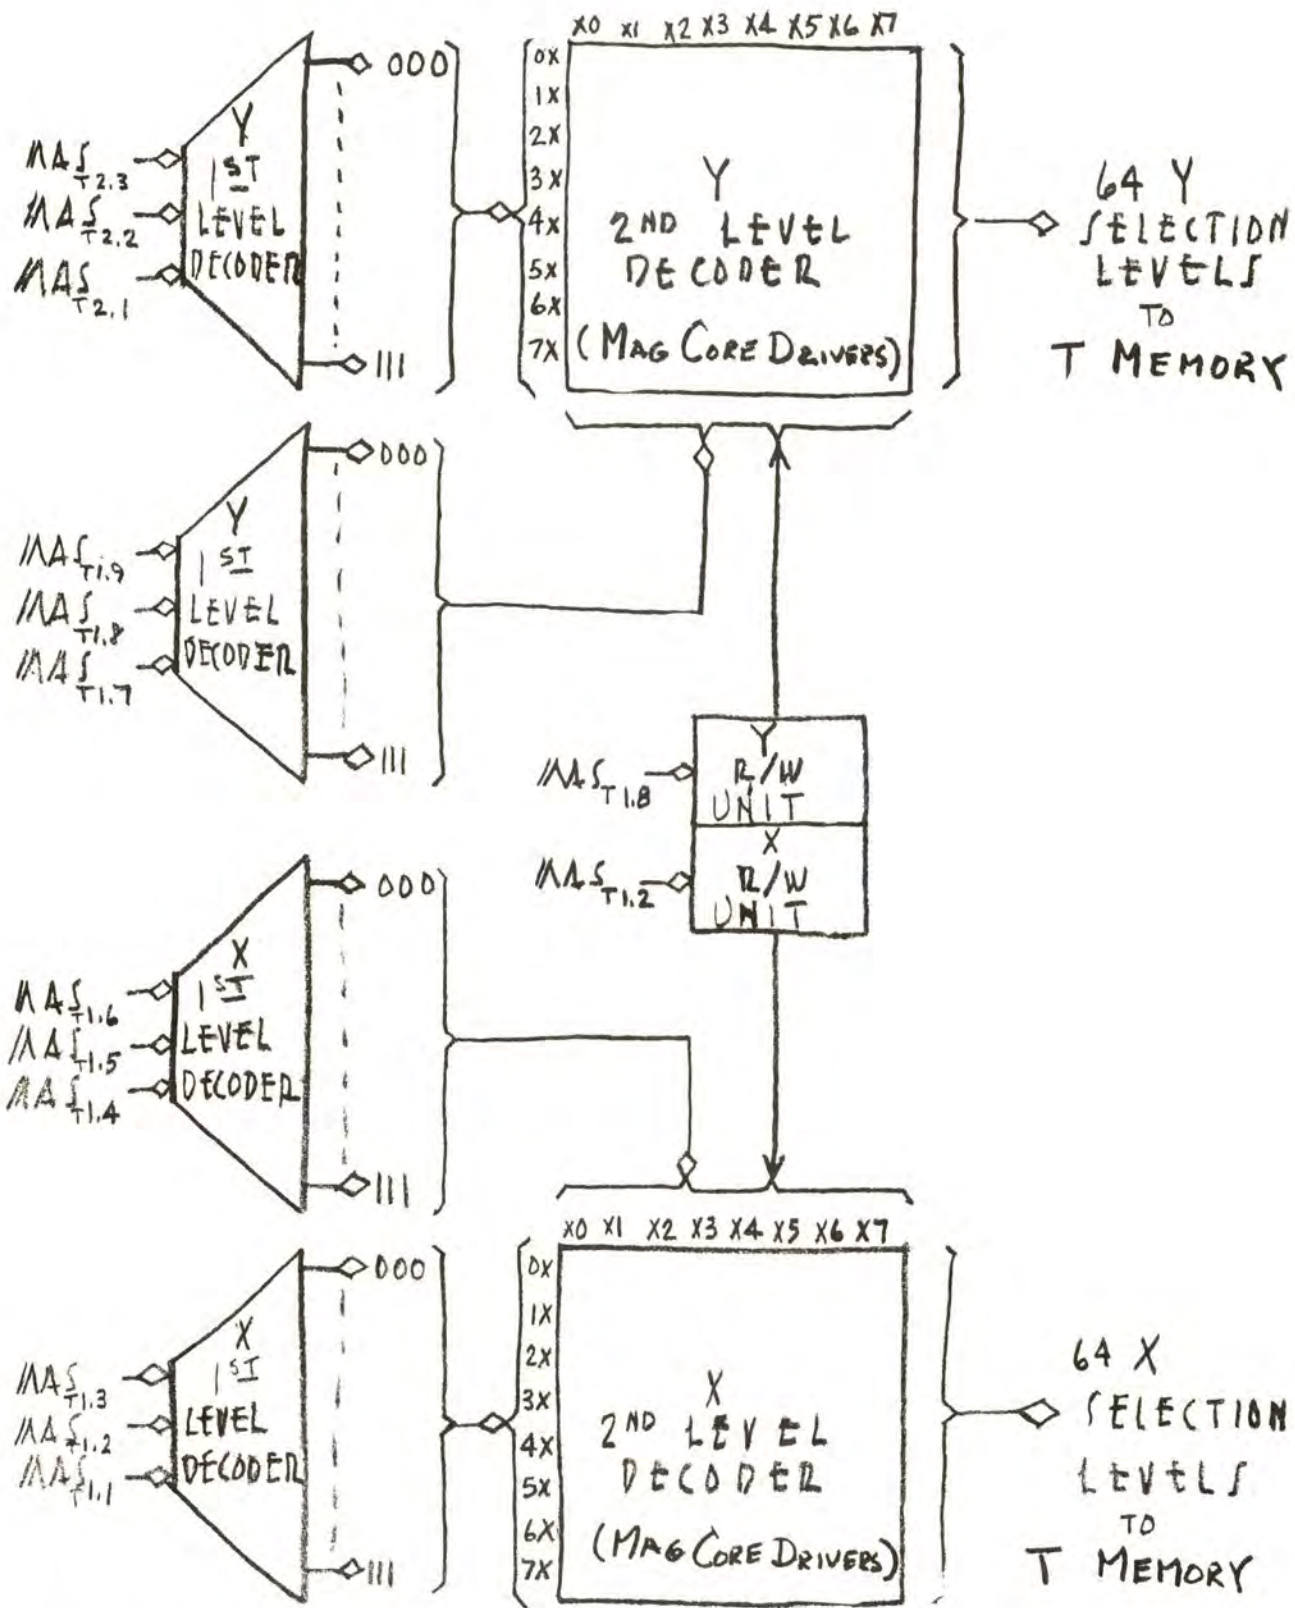 X0 X1 X2 X3 X4 X5 X6 X7
000
0X
1X
2X
3X
4X
5X
6X
7X
Y
1ST
LEVEL
DECODER
MAS T2.3
MAS T2.2
MAS T2.1
111
Y
2ND LEVEL
DECODER
(MAG CORE DRIVERS)
64 Y
SELECTION
LEVELS
TO
T MEMORY
000
Y
1ST
LEVEL
DECODER
MAS T1.9
MAS T1.8
MAS T1.7
111
Y
R/W
UNIT
MAS T1.8
X
R/W
UNIT
MAS T1.2
000
X
1ST
LEVEL
DECODER
MAS T1.6
MAS T1.5
MAS T1.4
111
X0 X1 X2 X3 X4 X5 X6 X7
000
0X
1X
2X
3X
4X
5X
6X
7X
X
1ST
LEVEL
DECODER
MAS T1.3
MAS T1.2
MAS T1.1
111
X
2ND LEVEL
DECODER
(MAG CORE DRIVERS)
64 X
SELECTION
LEVELS
TO
T MEMORY